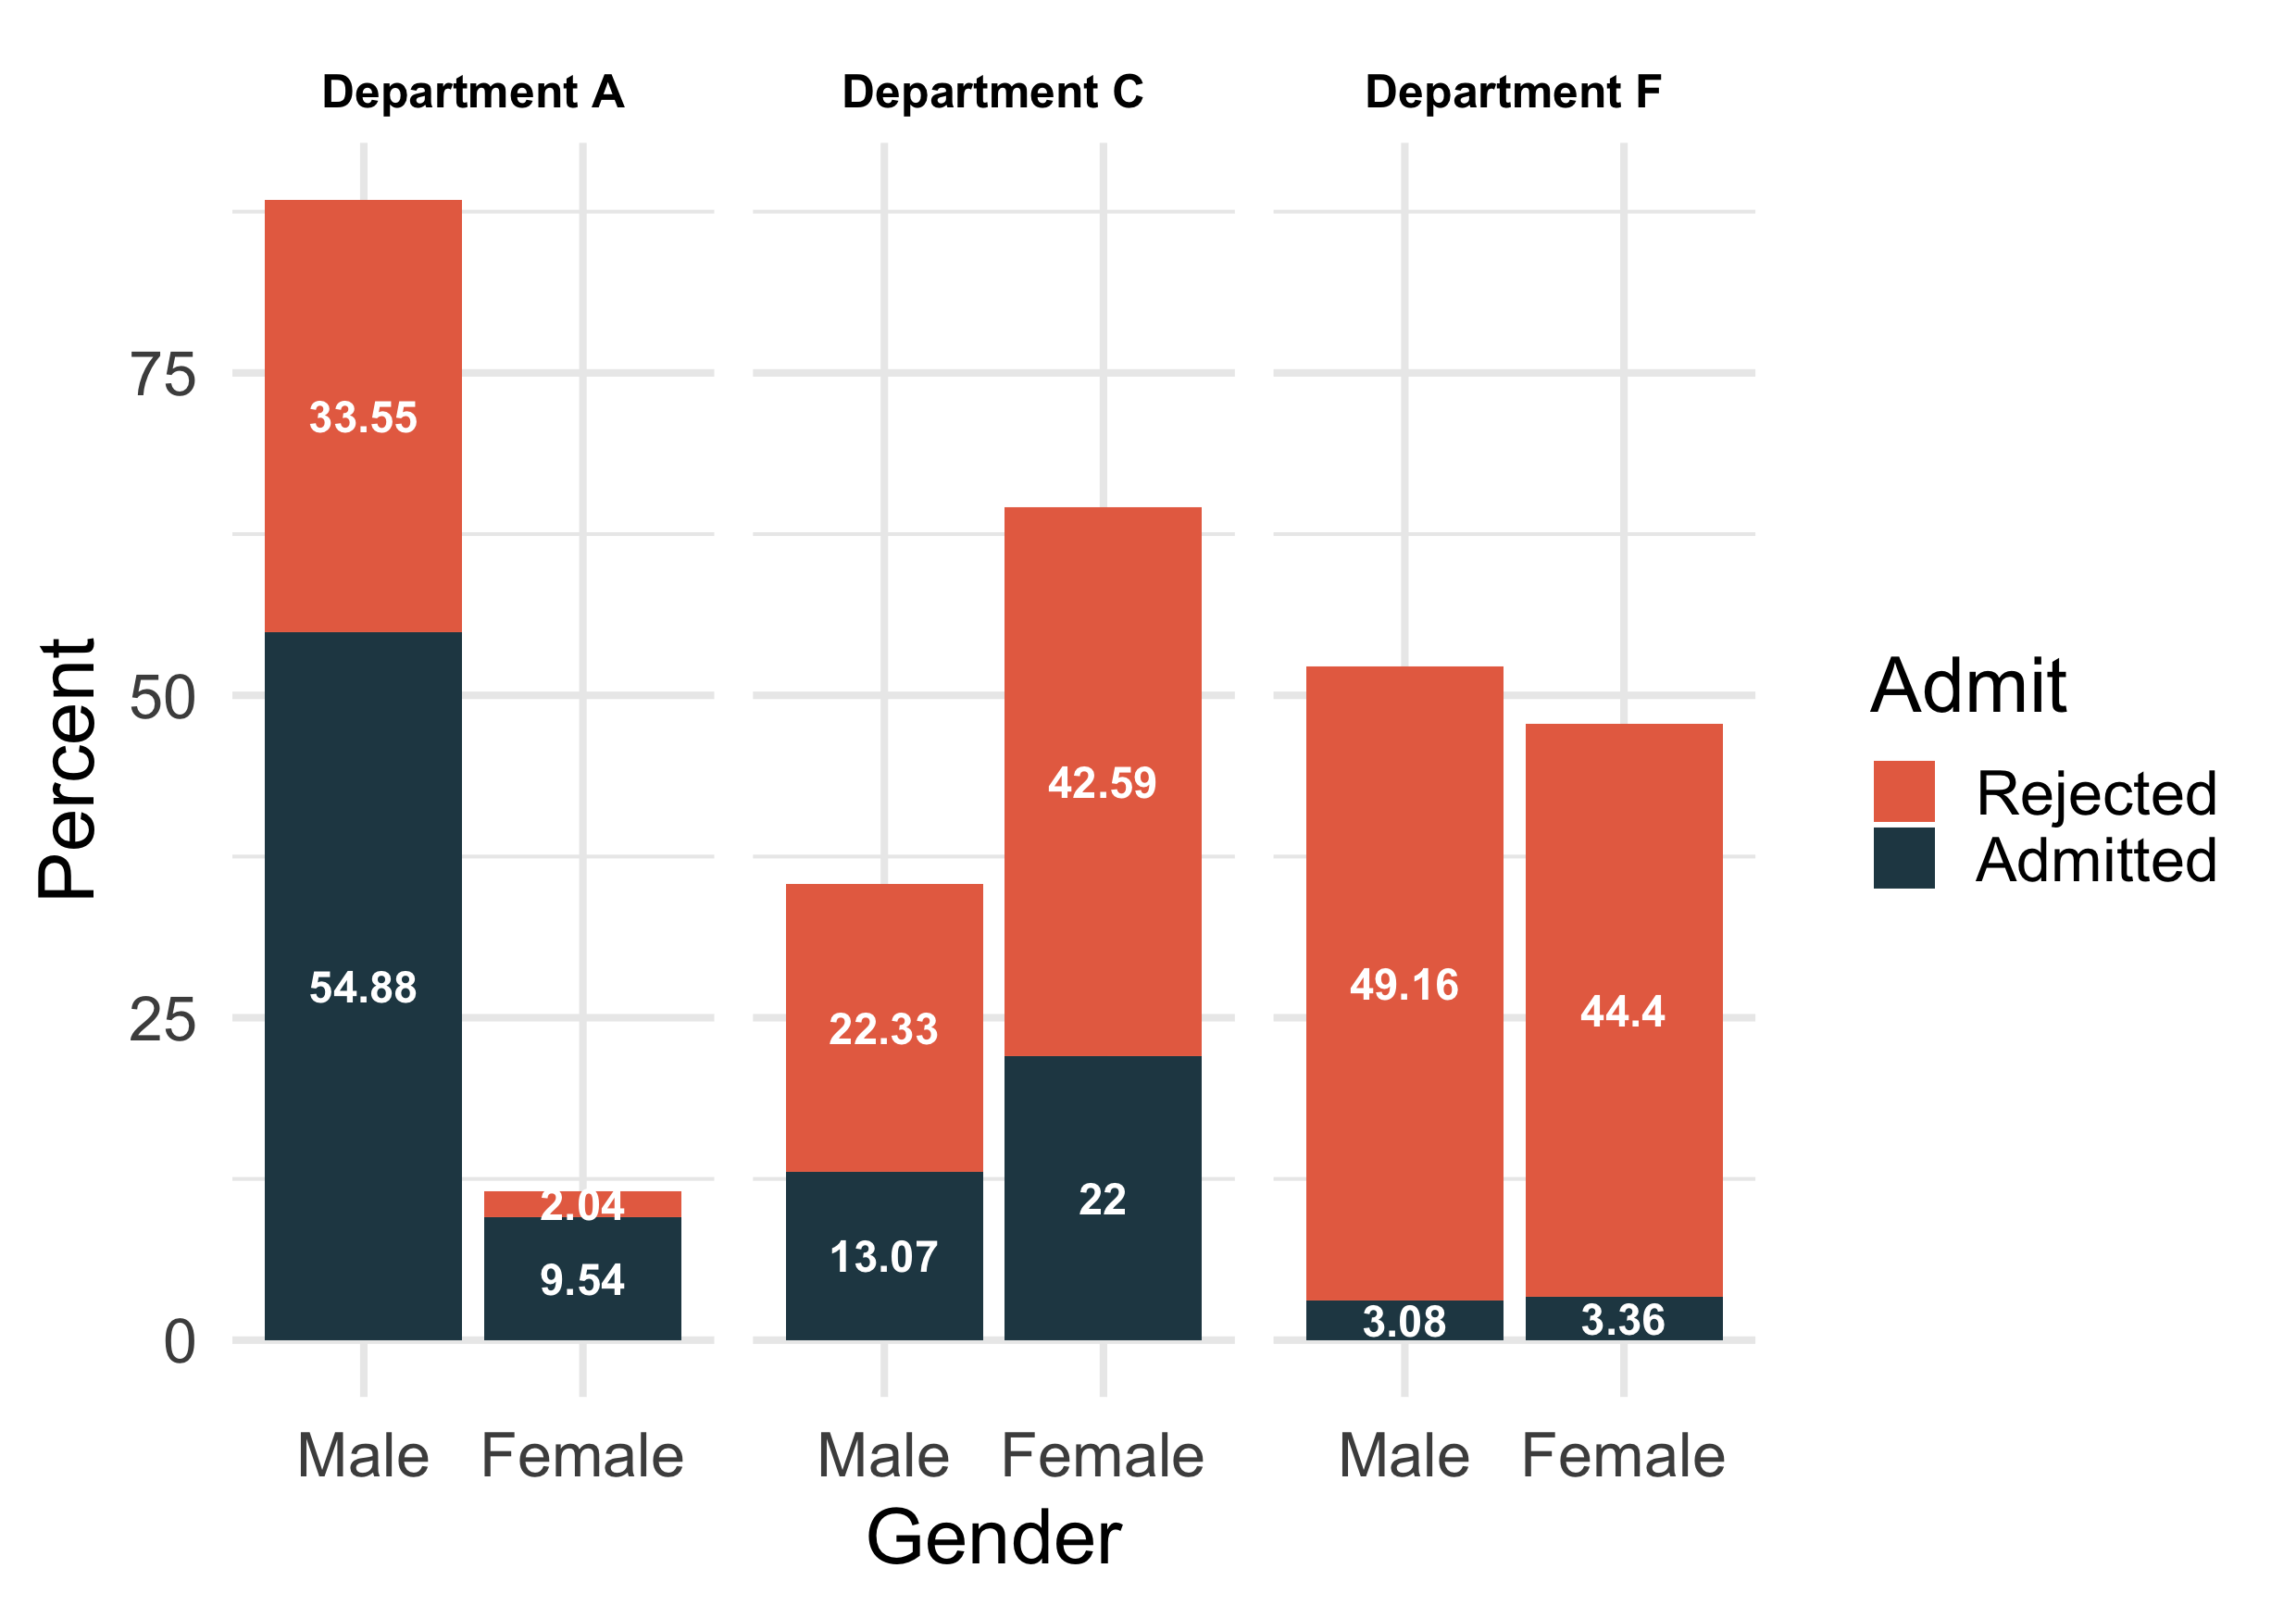 Department A
Department C
Department F
75
50
25
0
Percent
33.55
54.88
2.04
9.54
22.33
13.07
42.59
22
49.16
3.08
44.4
3.36
Male Female
Male Female
Male Female
Gender
Admit
Rejected
Admitted